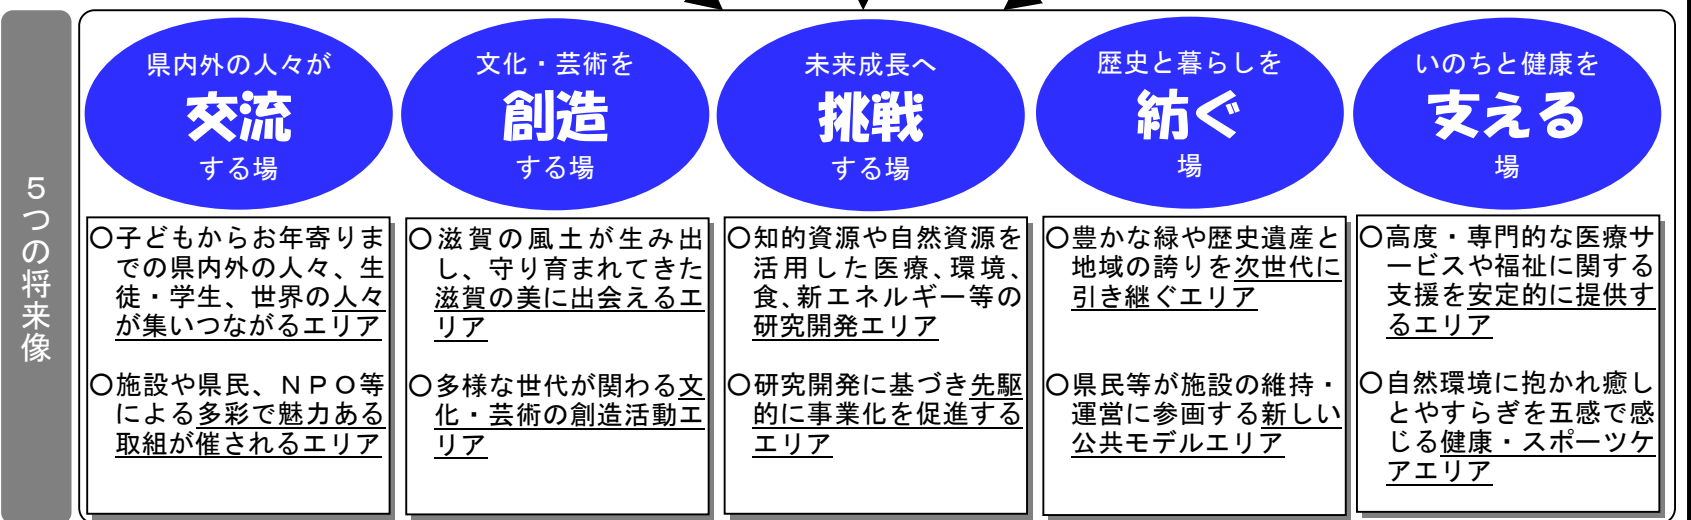 5つの将来像
県内外の人々が
交流
する場
文化・芸術を
創造
する場
未来成長へ
挑戦
する場
歴史と暮らしを
紡ぐ
場
いのちと健康を
支える
場
〇子どもからお年寄りま
での県内外の人々、生
徒・学生、世界の人々
が集いつながるエリア
〇施設や県民、ＮＰＯ等
による多彩で魅力ある
取組が催されるエリア
〇滋賀の風土が生み出
し、守り育まれてきた
滋賀の美に出会えるエ
リア
〇多様な世代が関わる文
化・芸術の創造活動エ
リア
〇知的資源や自然資源を
活用した医療、環境、
食、新エネルギー等の
研究開発エリア
〇研究開発に基づき先駆
的に事業化を促進する
エリア
〇豊かな緑や歴史遺産と
地域の誇りを次世代に
引き継ぐエリア
〇県民等が施設の維持・
運営に参画する新しい
公共モデルエリア
〇高度・専門的な医療サ
ービスや福祉に関する
支援を安定的に提供す
るエリア
〇自然環境に抱かれ癒し
とやすらぎを五感で感
じる健康・スポーツケ
アエリア